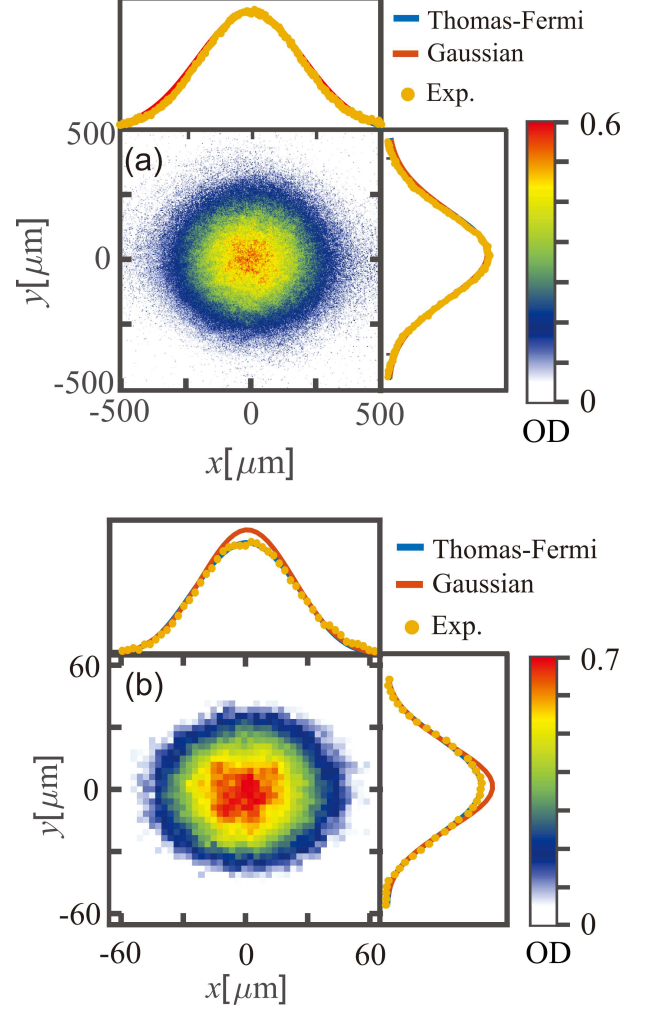 Thomas-Fermi
Gaussian
Exp.
500
(a)
0.6
y[μm]
0
-500
-500 0 500
0
OD
x[μm]
Thomas-Fermi
Gaussian
Exp.
60
(b)
0.7
y[μm]
0
-60
0
-60 0 60
OD
x[μm]